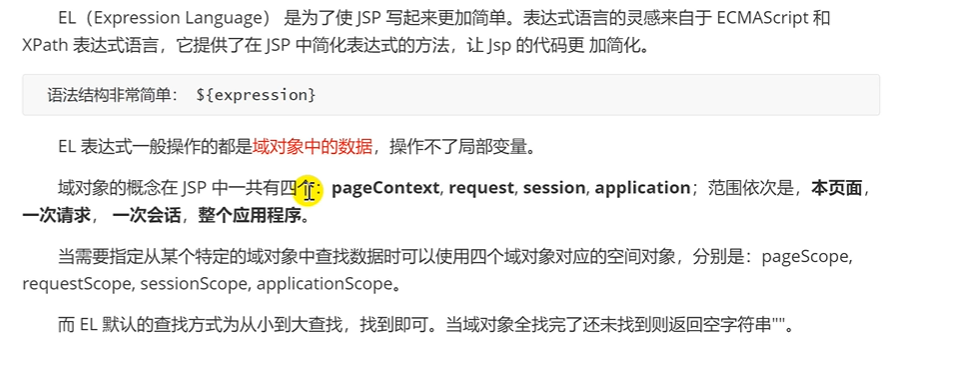 EL（Expression Language） 是为了使 JSP 写起来更加简单。表达式语言的灵感来自于 ECMAScript 和
XPath 表达式语言，它提供了在 JSP 中简化表达式的方法，让 Jsp 的代码更 加简化。
语法结构非常简单： ${expression}
EL 表达式一般操作的都是域对象中的数据，操作不了局部变量。
域对象的概念在 JSP 中一共有四个：pageContext, request, session, application；范围依次是，本页面，
一次请求， 一次会话，整个应用程序。
当需要指定从某个特定的域对象中查找数据时可以使用四个域对象对应的空间对象，分别是：pageScope,
requestScope, sessionScope, applicationScope。
而 EL 默认的查找方式为从小到大查找，找到即可。当域对象全找完了还未找到则返回空字符串""。